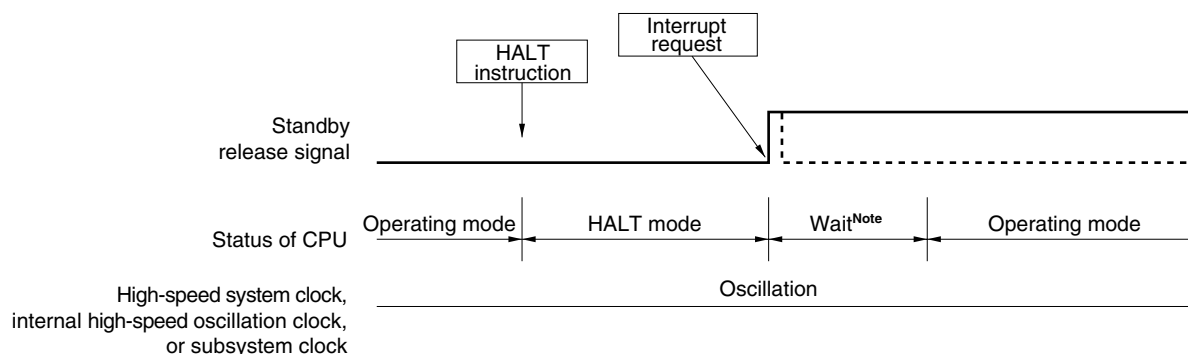 Interrupt
request
HALT
instruction
Standby
release signal
Status of CPU
Operating mode
HALT mode
WaitNote
Operating mode
High-speed system clock,
internal high-speed oscillation clock,
or subsystem clock
Oscillation